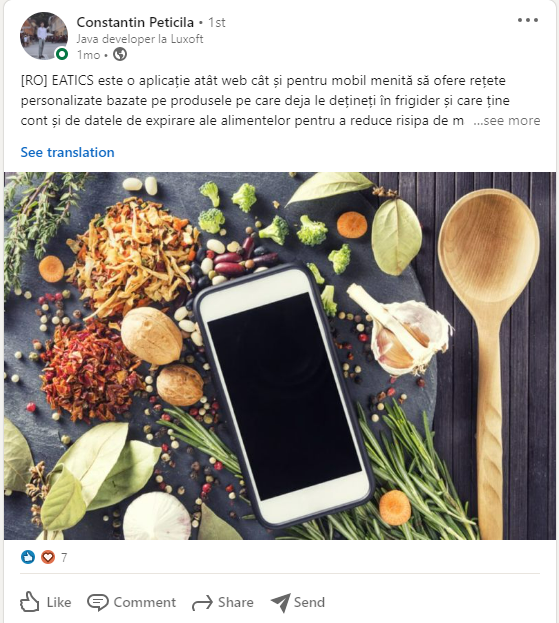 Constantin Peticila • 1st
Java developer la Luxoft
1mo •
[RO] EATICS este o aplicație atât web cât și pentru mobil menită să ofere rețete
personalizate bazate pe produsele pe care deja le dețineți în frigider și care ține
cont și de datele de expirare ale alimentelor pentru a reduce risipa de m ...see more
See translation
7
Like Comment Share Send